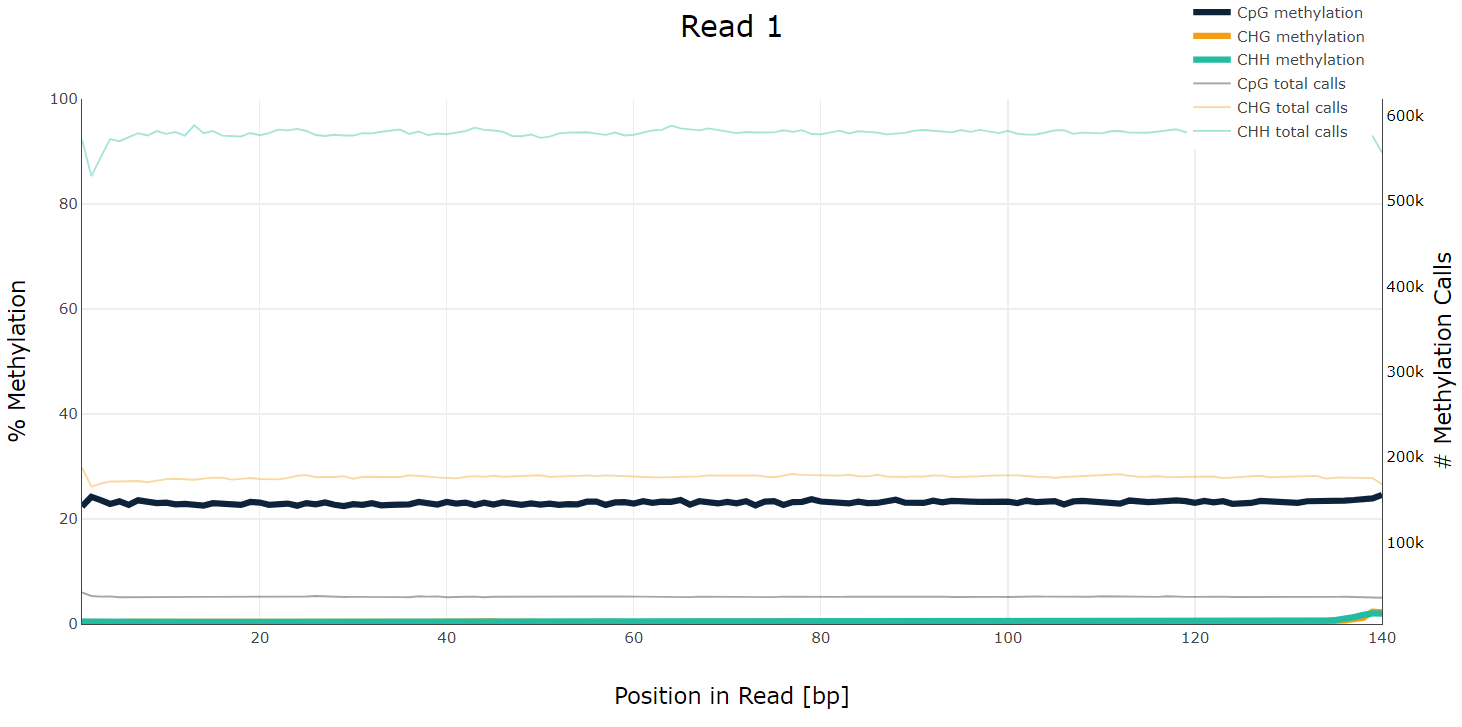 Read 1
CpG methylation
CHG methylation
CHH methylation
CpG total calls
CHG total calls
CHH total calls
100
80
60
40
20
0
% Methylation
600k
500k
400k
300k
200k
100k
# Methylation Calls
20
40
60
80
100
120
140
Position in Read [bp]